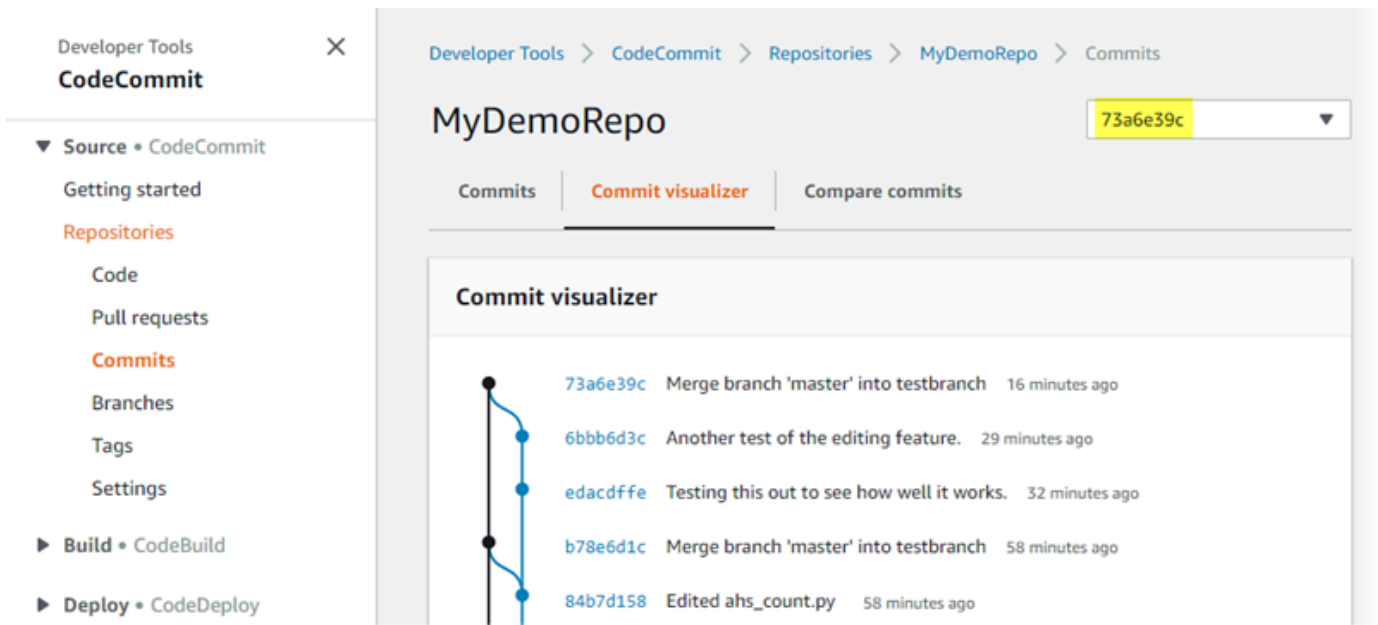 Developer Tools
CodeCommit
Source • CodeCommit
Getting started
Repositories
Code
Pull requests
Commits
Branches
Tags
Settings
Build • CodeBuild
Deploy • CodeDeploy
Developer Tools > CodeCommit > Repositories > MyDemoRepo > Commits
MyDemoRepo
73a6e39c
Commits Commit visualizer Compare commits
Commit visualizer
73a6e39c Merge branch 'master' into testbranch 16 minutes ago
6bbb6d3c Another test of the editing feature. 29 minutes ago
edacdffe Testing this out to see how well it works. 32 minutes ago
b78e6d1c Merge branch 'master' into testbranch 58 minutes ago
84b7d158 Edited ahs_count.py 58 minutes ago